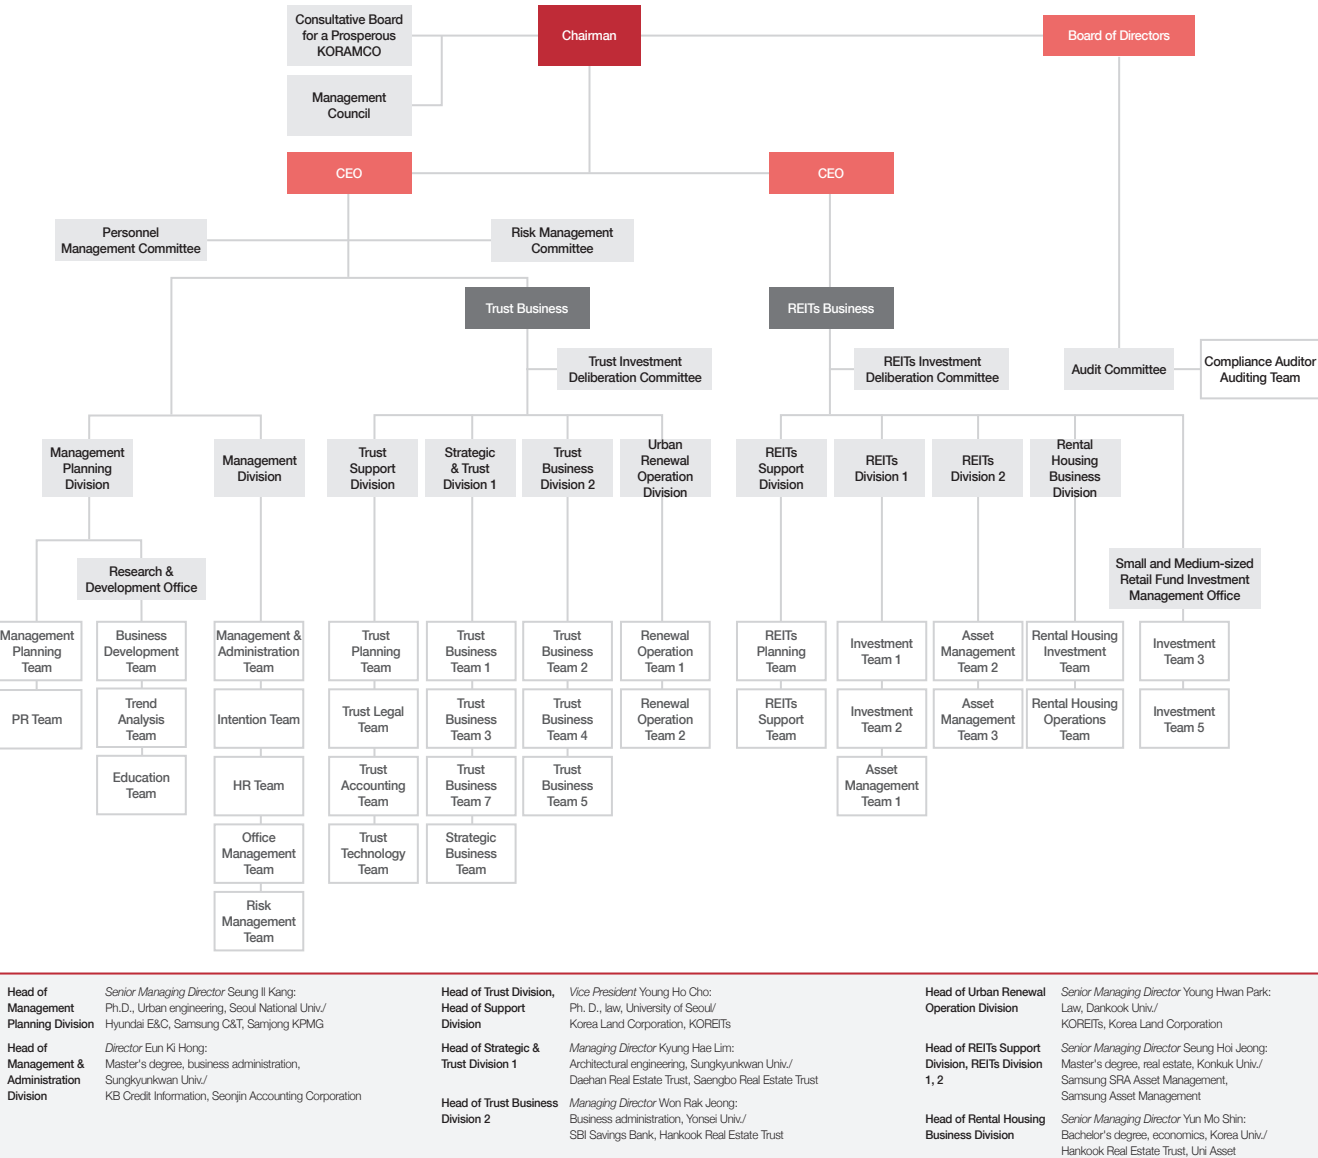 Consultative Board
for a Prosperous
KORAMCO
Chairman
Board of Directors
Management
Council
CEO
CEO
Personnel
Management Committee
Risk Management
Committee
Trust Business
REITs Business
Trust Investment
Deliberation Committee
REITs Investment
Deliberation Committee
Audit Committee
Compliance Auditor
Auditing Team
Management
Planning
Division
Management
Division
Trust
Support
Division
Strategic
& Trust
Division 1
Trust
Business
Division 2
Urban
Renewal
Operation
Division
REITs
Support
Division
REITs
Division 1
REITs
Division 2
Rental
Housing
Business
Division
Research &
Development Office
Small and Medium-sized
Retail Fund Investment
Management Office
Management
Planning
Team
Business
Development
Team
Management &
Administration
Team
Trust
Planning
Team
Trust
Business
Team 1
Trust
Business
Team 2
Renewal
Operation
Team 1
REITs
Planning
Team
Investment
Team 1
Asset
Management
Team 2
Rental Housing
Investment
Team
Investment
Team 3
PR Team
Trend
Analysis
Team
Intention Team
Trust Legal
Team
Trust
Business
Team 3
Trust
Business
Team 4
Renewal
Operation
Team 2
REITs
Support
Team
Investment
Team 2
Asset
Management
Team 3
Rental Housing
Operations
Team
Investment
Team 5
Education
Team
HR Team
Trust
Accounting
Team
Trust
Business
Team 7
Trust
Business
Team 5
Asset
Management
Team 1
Office
Management
Team
Trust
Technology
Team
Strategic
Business
Team
Risk
Management
Team
Head of
Management
Planning Division
Senior Managing Director Seung Il Kang:
Ph.D., Urban engineering, Seoul National Univ./
Hyundai E&C, Samsung C&T, Samjong KPMG
Head of
Management &
Administration
Division
Director Eun Ki Hong:
Master's degree, business administration,
Sungkyunkwan Univ./
KB Credit Information, Seonjin Accounting Corporation
Head of Trust Division,
Head of Support
Division
Vice President Young Ho Cho:
Ph. D., law, University of Seoul/
Korea Land Corporation, KOREITs
Head of Strategic &
Trust Division 1
Managing Director Kyung Hae Lim:
Architectural engineering, Sungkyunkwan Univ./
Daehan Real Estate Trust, Saengbo Real Estate Trust
Head of Trust Business
Division 2
Managing Director Won Rak Jeong:
Business administration, Yonsei Univ./
SBI Savings Bank, Hankook Real Estate Trust
Head of Urban Renewal
Operation Division
Senior Managing Director Young Hwan Park:
Law, Dankook Univ./
KOREITs, Korea Land Corporation
Head of REITs Support
Division, REITs Division
1, 2
Senior Managing Director Seung Hoi Jeong:
Master's degree, real estate, Konkuk Univ./
Samsung SRA Asset Management,
Samsung Asset Management
Head of Rental Housing
Business Division
Senior Managing Director Yun Mo Shin:
Bachelor's degree, economics, Korea Univ./
Hankook Real Estate Trust, Uni Asset